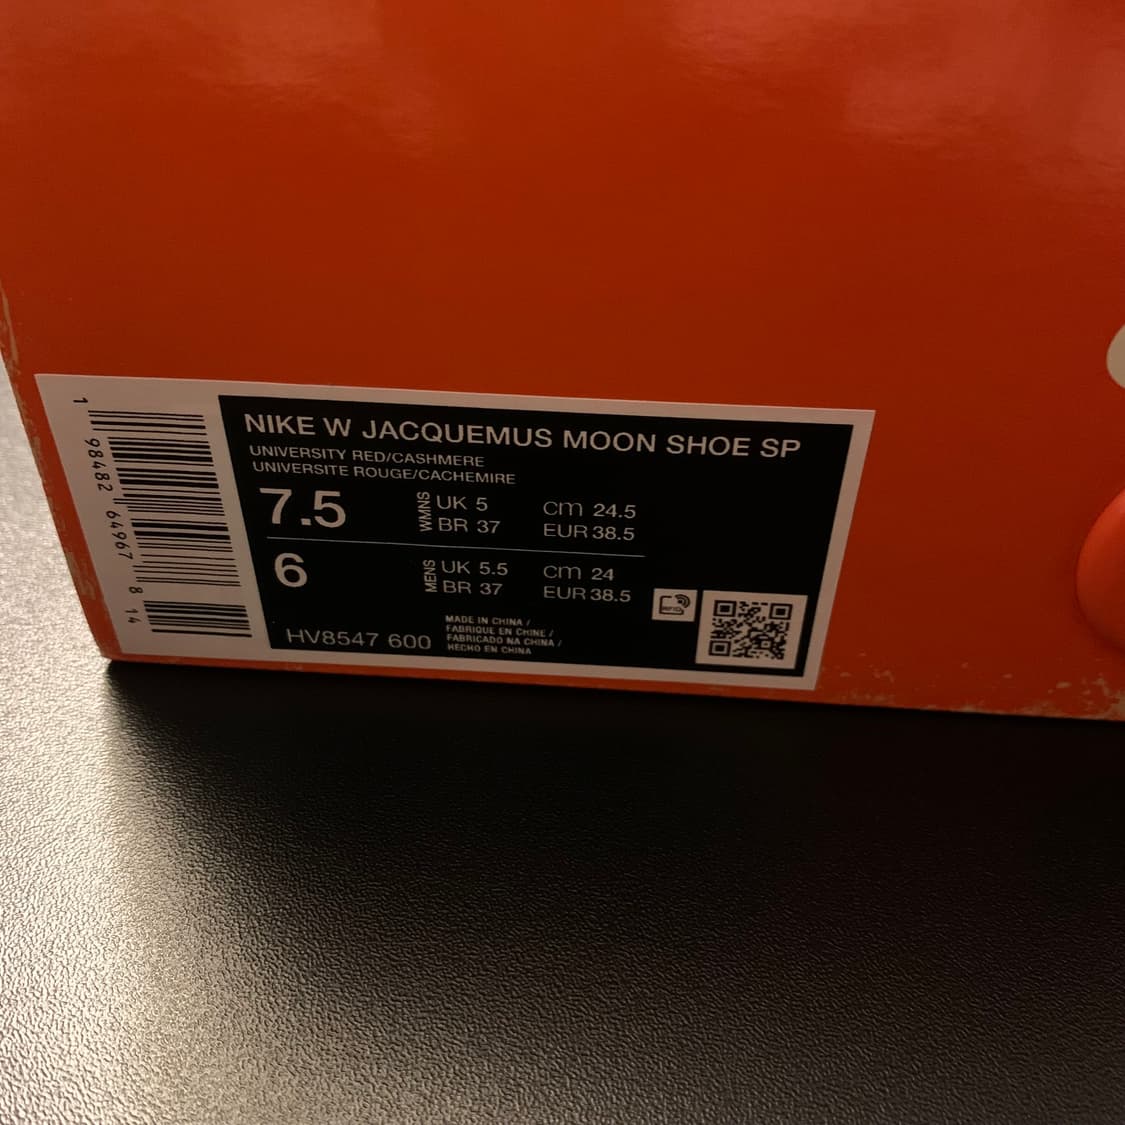 NIKE W JACQUEMUS MOON SHOE SP
UNIVERSITY RED/CASHMERE
UNIVERSITE ROUGE/CACHEMIRE
7.5 WMNS UK 5 cm 24.5
BR 37 EUR 38.5
6 MENS UK 5.5 cm 24
BR 37 EUR 38.5
HV8547 600
MADE IN CHINA /
FABRIQUE EN CHINE /
FABRICADO NA CHINA /
HECHO EN CHINA
RFID
1 98482 64967 8 14